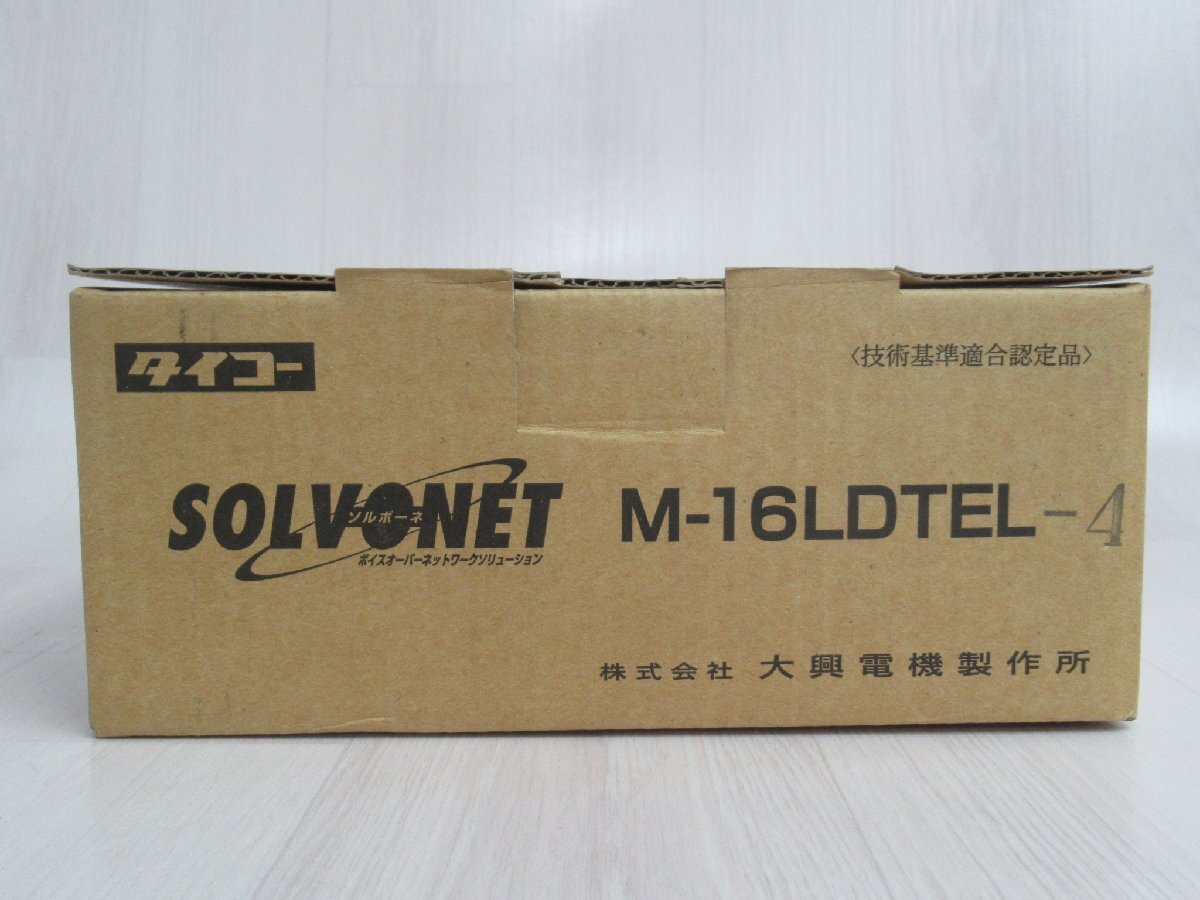 タイコー
〈技術基準適合認定品〉
SOLVONET M-16LDTEL-4
ソルボーネ
ボイスオーバーネットワークソリューション
株式会社 大興電機製作所